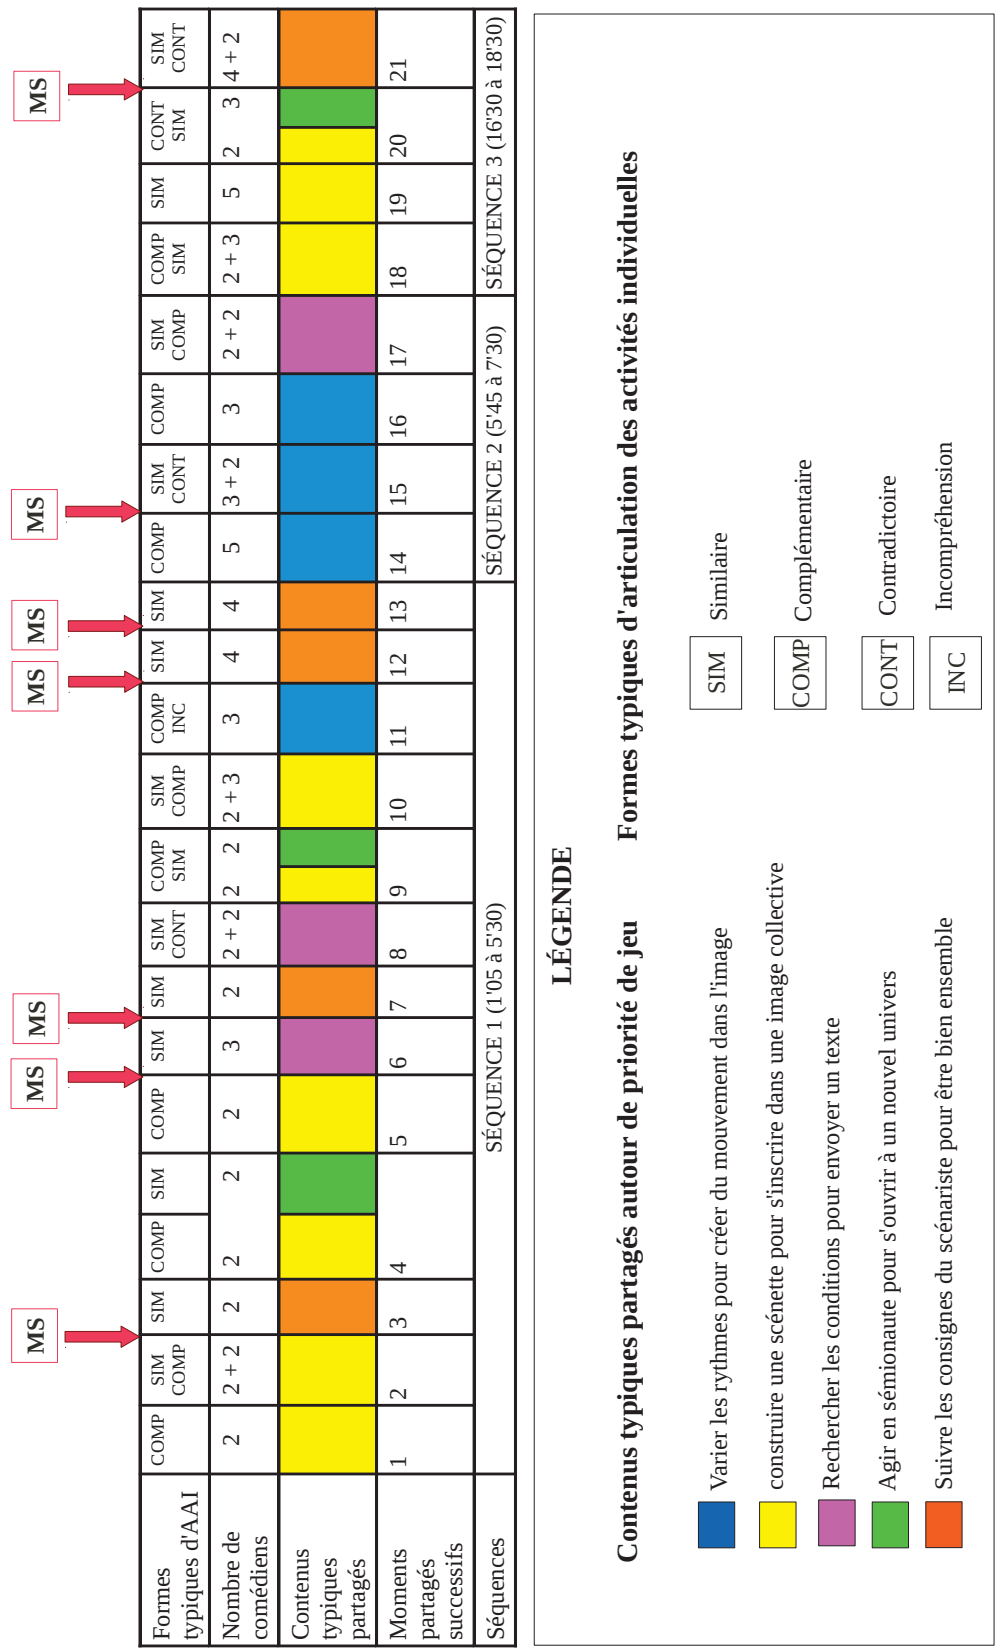 MS MS MS MS MS MS MS
Formes
typiques d'AAI
COMP
SIM
COMP
SIM
COMP
SIM
COMP
SIM
SIM
SIM
CONT
COMP
SIM
SIM
COMP
COMP
INC
SIM
SIM
COMP
SIM
CONT
COMP
SIM
COMP
COMP
SIM
SIM
CONT
SIM
SIM
CONT
Nombre de
comédiens
2 2 + 2 2 2 2 2 3 2 2 + 2 2 2 2 + 3 3 4 4 5 3 + 2 3 2 + 2 2 + 3 5 2 3 4 + 2
Contenus
typiques
partagés
Moments
partagés
successifs
1 2 3 4 5 6 7 8 9 10 11 12 13 14 15 16 17 18 19 20 21
Séquences
SÉQUENCE 1 (1'05 à 5'30)
SÉQUENCE 2 (5'45 à 7'30)
SÉQUENCE 3 (16'30 à 18'30)
LÉGENDE
Contenus typiques partagés autour de priorité de jeu
Varier les rythmes pour créer du mouvement dans l'image
construire une scénette pour s'inscrire dans une image collective
Rechercher les conditions pour envoyer un texte
Agir en sémionaute pour s'ouvrir à un nouvel univers
Suivre les consignes du scénariste pour être bien ensemble
Formes typiques d'articulation des activités individuelles
SIM Similaire
COMP Complémentaire
CONT Contradictoire
INC Incompréhension